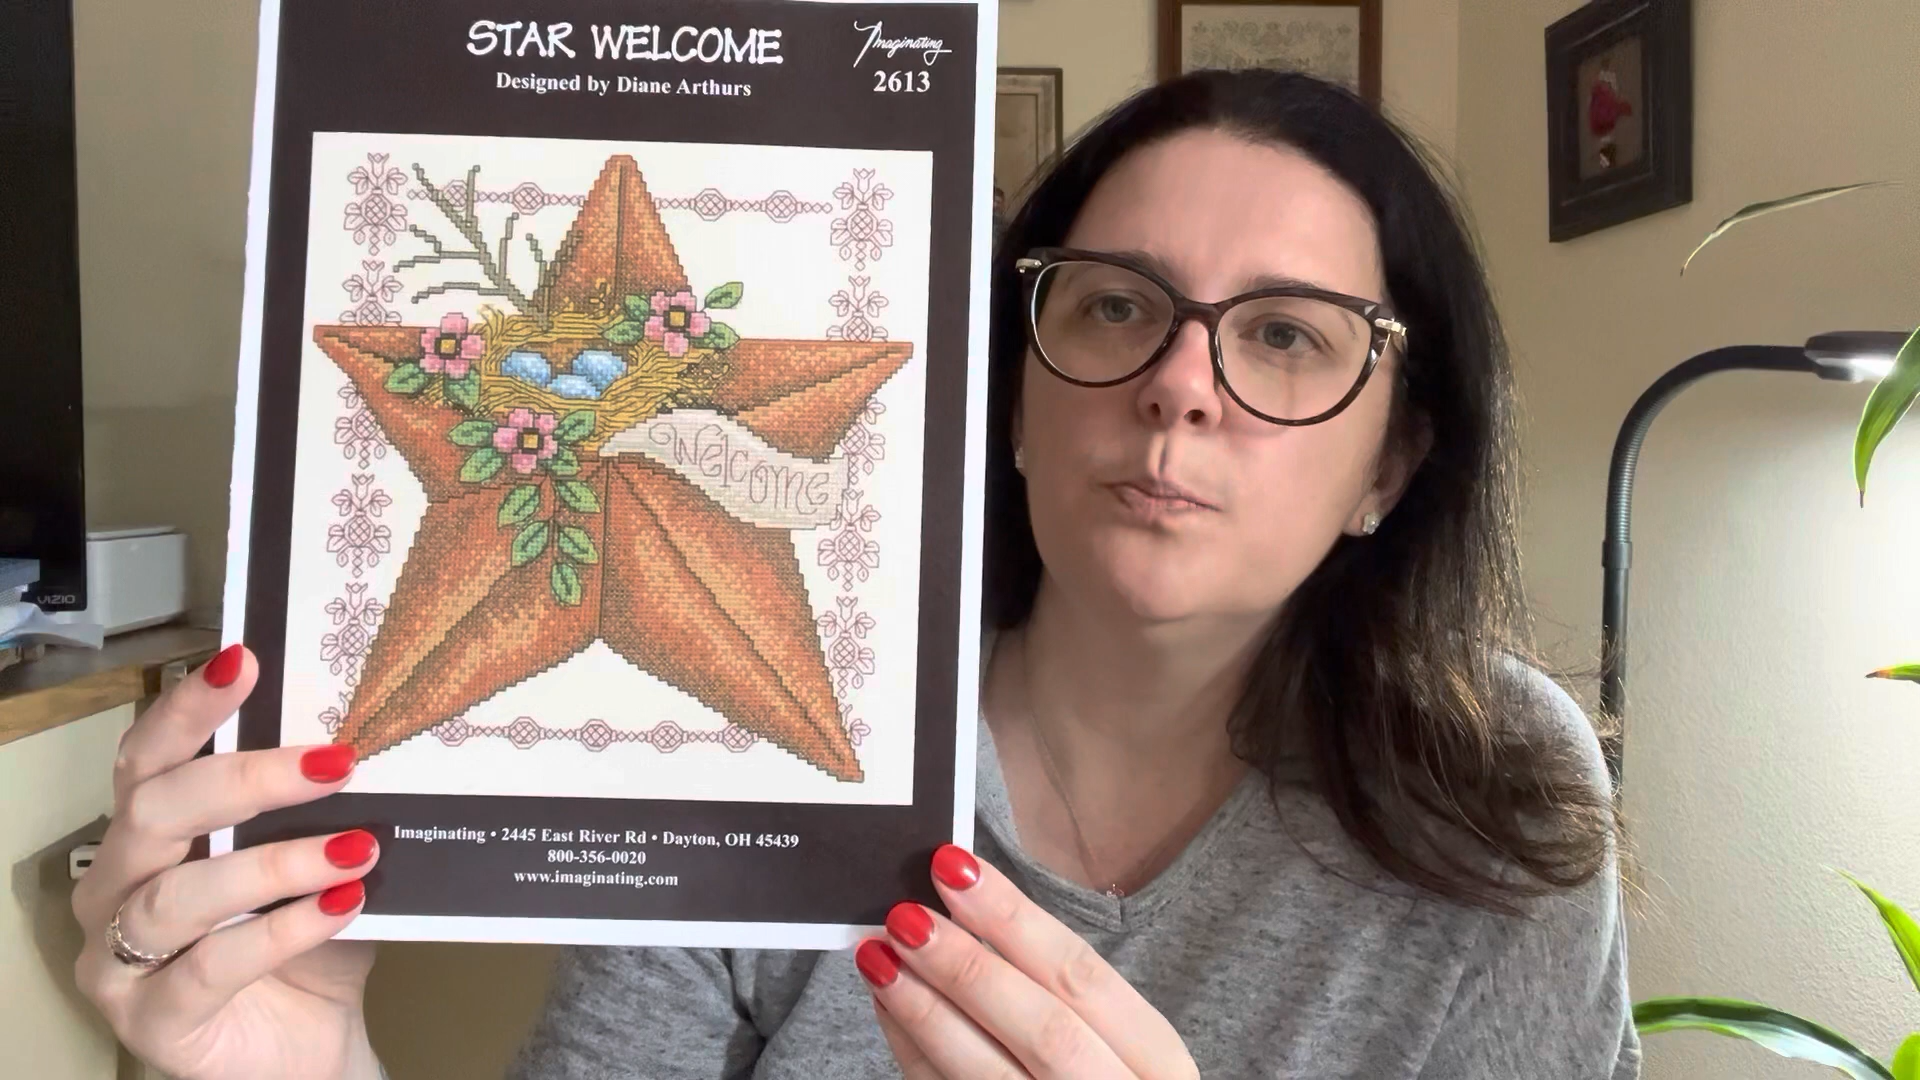 STAR WELCOME
Imaginating
Designed by Diane Arthurs
2613
Welcome
Imaginating • 2445 East River Rd • Dayton, OH 45439
800-356-0020
www.imaginating.com
VIZIO